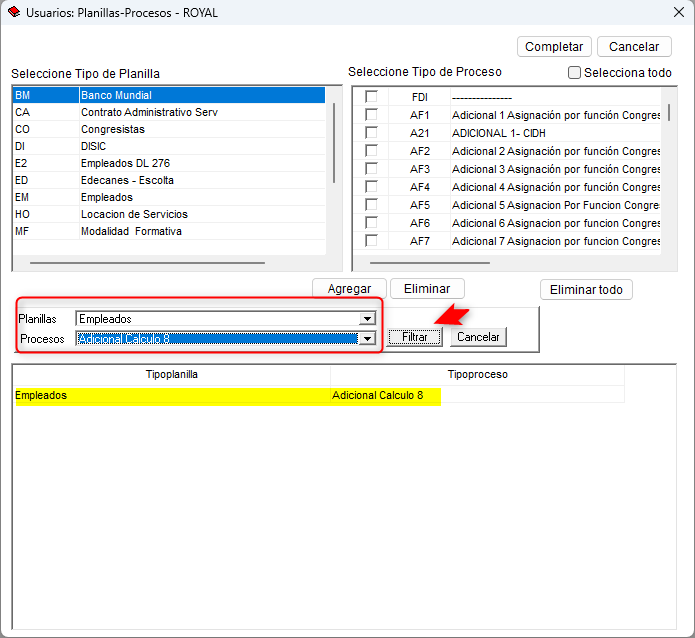 Usuarios: Planillas-Procesos - ROYAL
Completar Cancelar
Seleccione Tipo de Planilla
Seleccione Tipo de Proceso
Selecciona todo
BM Banco Mundial
CA Contrato Administrativo Serv
CO Congresistas
DI DISIC
E2 Empleados DL 276
ED Edecanes - Escolta
EM Empleados
HO Locacion de Servicios
MF Modalidad Formativa
FDI ---------------
AF1 Adicional 1 Asignación por función Congres
A21 ADICIONAL 1- CIDH
AF2 Adicional 2 Asignación por función Congres
AF3 Adicional 3 Asignación por función Congres
AF4 Adicional 4 Asignación por función Congres
AF5 Adicional 5 Asignacion Por Funcion Congre
AF6 Adicional 6 Asignacion por funcion Congres
AF7 Adicional 7 Asignacion por funcion Congres
Agregar Eliminar Eliminar todo
Planillas Empleados
Procesos Adicional Calculo 8 Filtrar Cancelar
Tipoplanilla Tipoproceso
Empleados Adicional Calculo 8